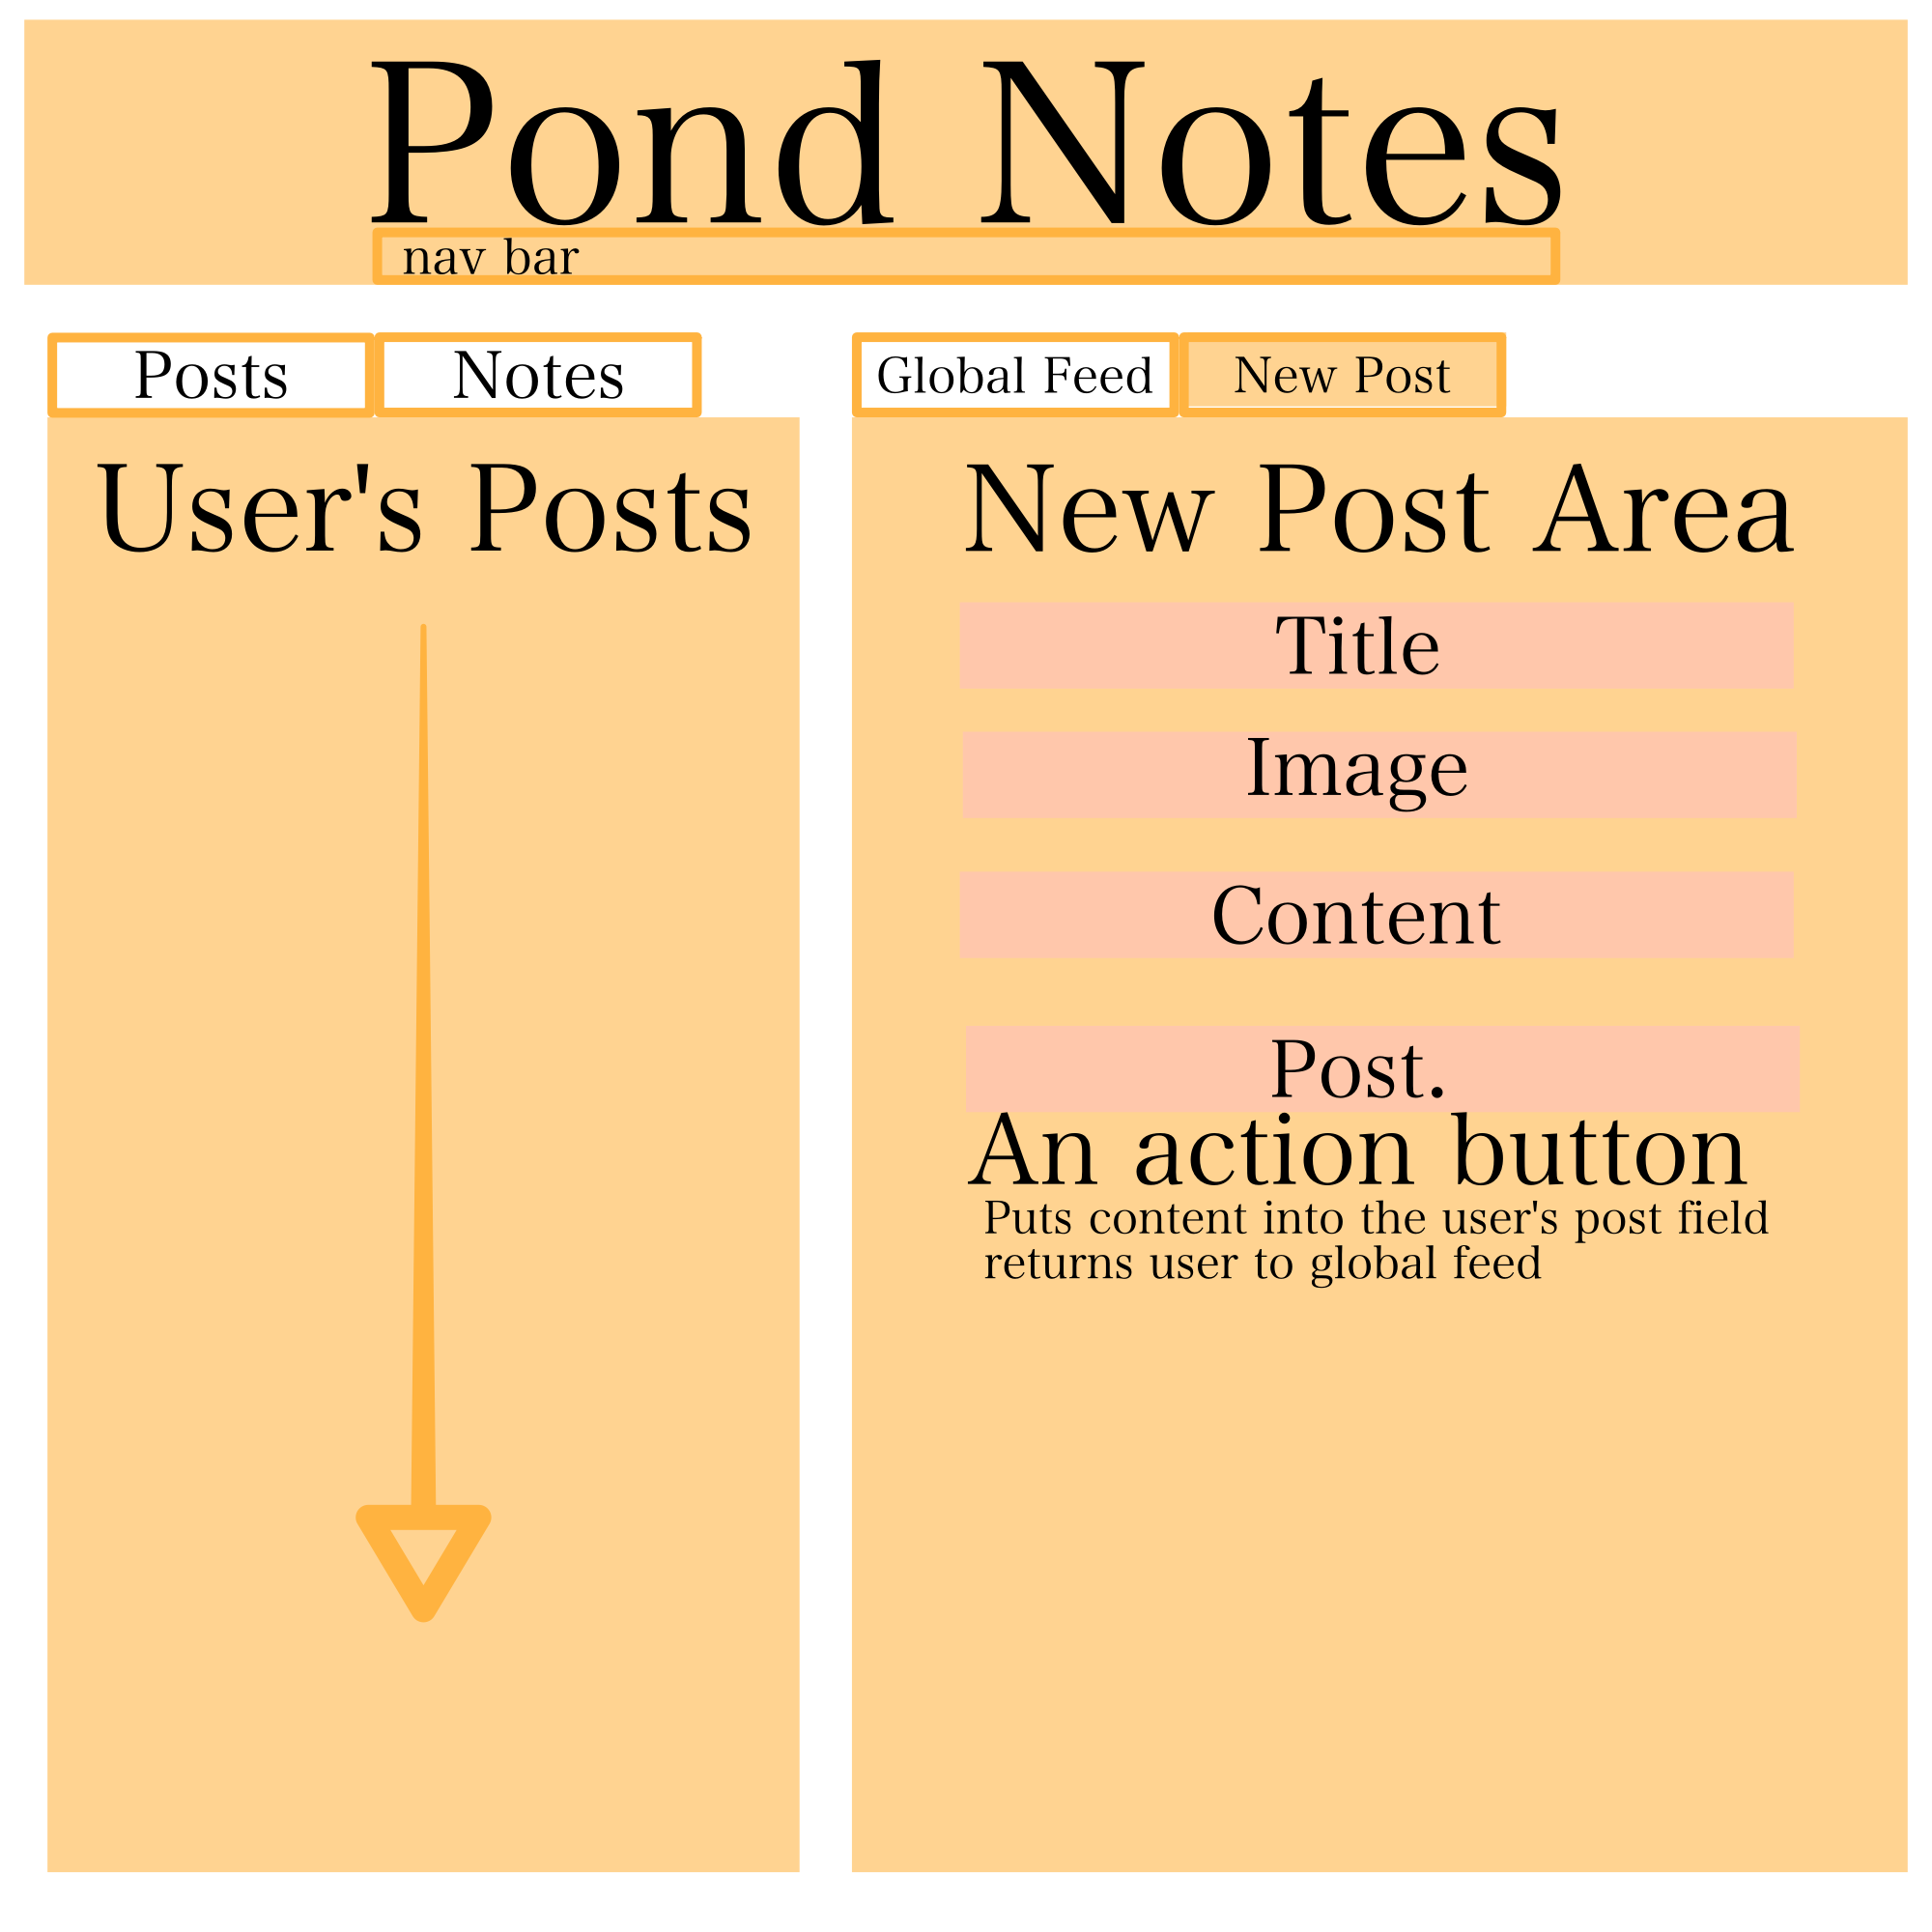 Pond Notes
nav bar
Posts
Notes
Global Feed
New Post
User's Posts
New Post Area
Title
Image
Content
Post.
An action button
Puts content into the user's post field
returns user to global feed